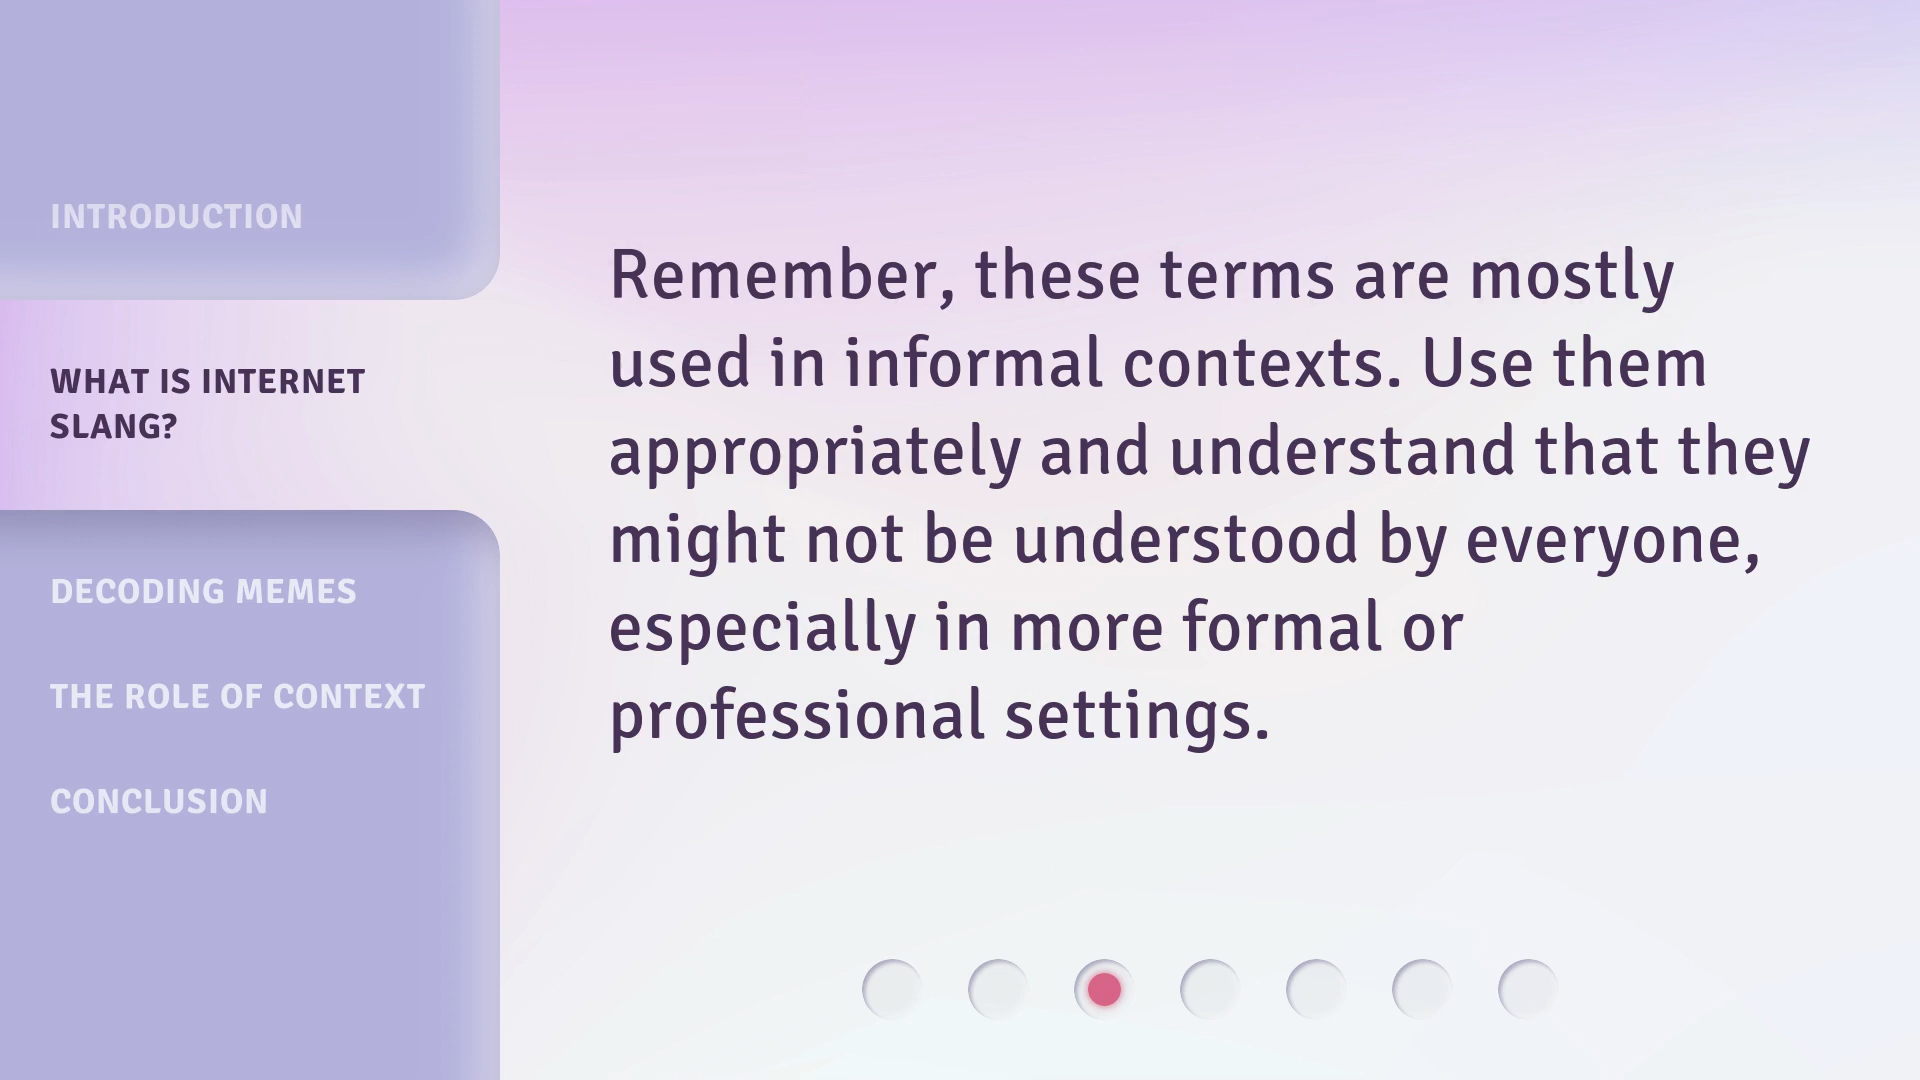 INTRODUCTION
WHAT IS INTERNET
SLANG?
DECODING MEMES
THE ROLE OF CONTEXT
CONCLUSION
Remember, these terms are mostly
used in informal contexts. Use them
appropriately and understand that they
might not be understood by everyone,
especially in more formal or
professional settings.